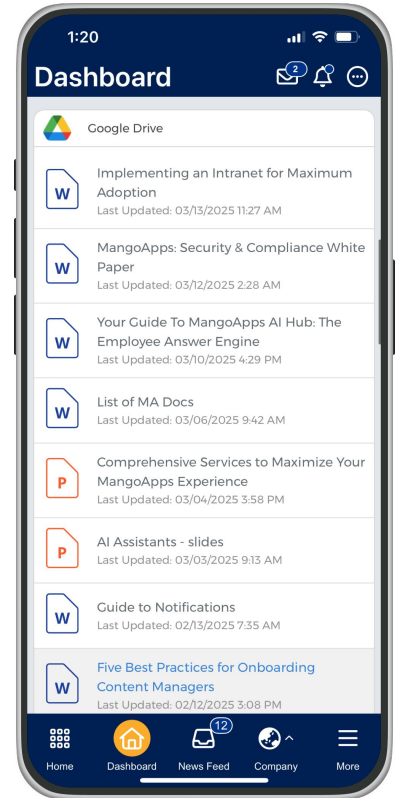 1:20
Dashboard
2
Google Drive
W
Implementing an Intranet for Maximum
Adoption
Last Updated: 03/13/2025 11:27 AM
W
MangoApps: Security & Compliance White
Paper
Last Updated: 03/12/2025 2:28 AM
W
Your Guide To MangoApps AI Hub: The
Employee Answer Engine
Last Updated: 03/10/2025 4:29 PM
W
List of MA Docs
Last Updated: 03/06/2025 9:42 AM
P
Comprehensive Services to Maximize Your
MangoApps Experience
Last Updated: 03/04/2025 3:58 PM
P
AI Assistants - slides
Last Updated: 03/03/2025 9:13 AM
W
Guide to Notifications
Last Updated: 02/13/2025 7:35 AM
W
Five Best Practices for Onboarding
Content Managers
Last Updated: 02/12/2025 3:08 PM
12
Home Dashboard News Feed Company More